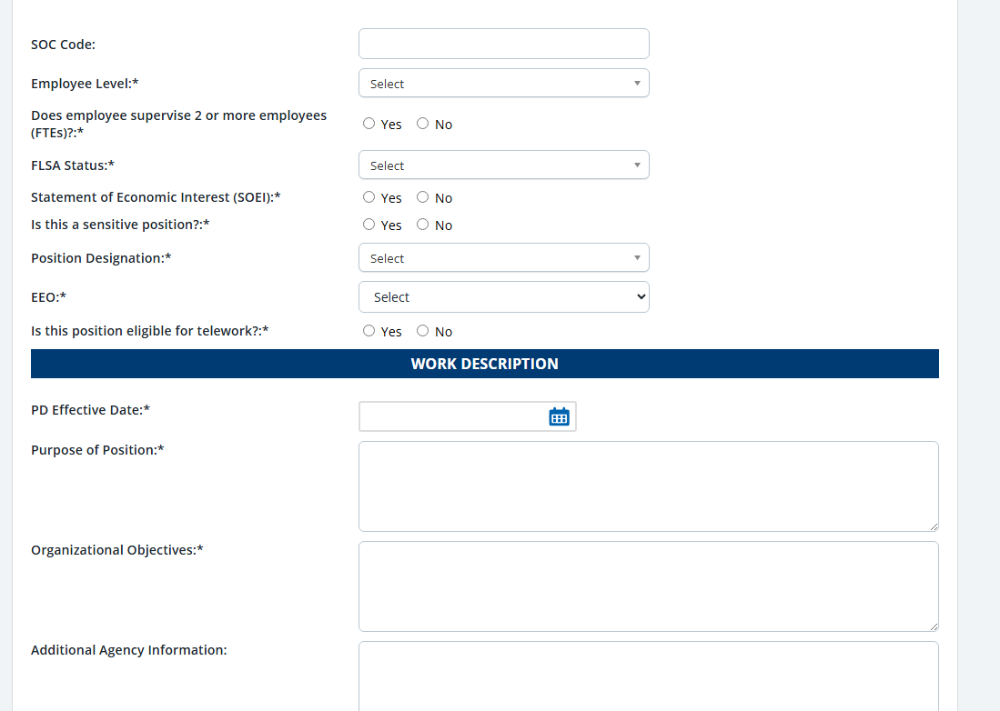 SOC Code:
Employee Level:*
Select
Does employee supervise 2 or more employees
(FTEs)?:*
Yes No
FLSA Status:*
Select
Statement of Economic Interest (SOEI):*
Yes No
Is this a sensitive position?:*
Yes No
Position Designation:*
Select
EEO:*
Select
Is this position eligible for telework?:*
Yes No
WORK DESCRIPTION
PD Effective Date:*
Purpose of Position:*
Organizational Objectives:*
Additional Agency Information: